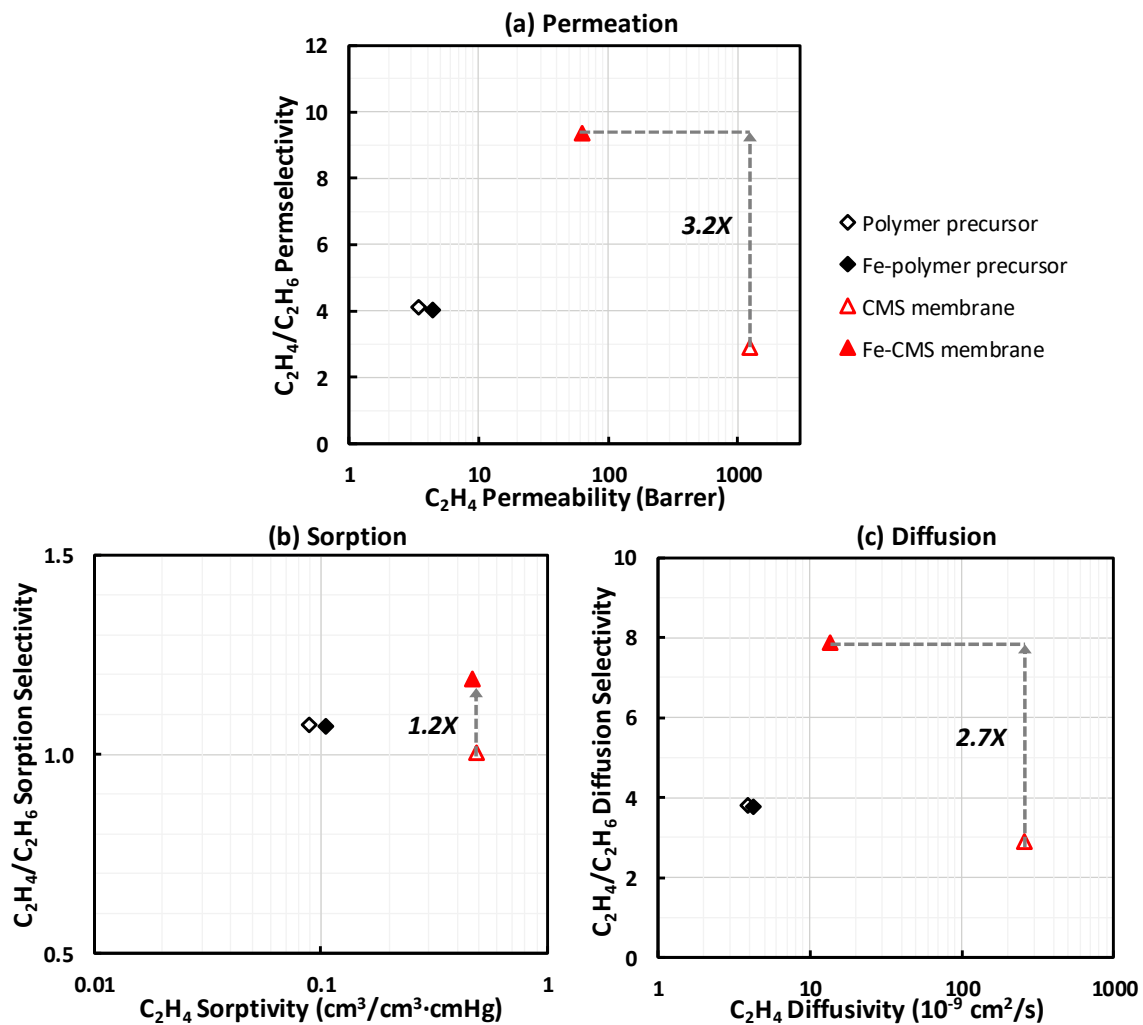 (a) Permeation
C₂H₄/C₂H₆ Permselectivity
12
10
8
6
4
2
0
3.2X
1
10
100
1000
C₂H₄ Permeability (Barrer)
Polymer precursor
Fe-polymer precursor
CMS membrane
Fe-CMS membrane
(b) Sorption
C₂H₄/C₂H₆ Sorption Selectivity
1.5
1.0
0.5
1.2X
0.01
0.1
1
C₂H₄ Sorptivity (cm³/cm³·cmHg)
(c) Diffusion
C₂H₄/C₂H₆ Diffusion Selectivity
10
8
6
4
2
0
2.7X
1
10
100
1000
C₂H₄ Diffusivity (10⁻⁹ cm²/s)